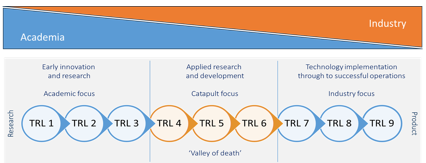 Industry
Academia
Early innovation
and research
Applied research
and development
Technology implementation
through to successful operations
Academic focus
Catapult focus
Industry focus
Research
TRL 1
TRL 2
TRL 3
TRL 4
TRL 5
TRL 6
TRL 7
TRL 8
TRL 9
Product
'Valley of death'